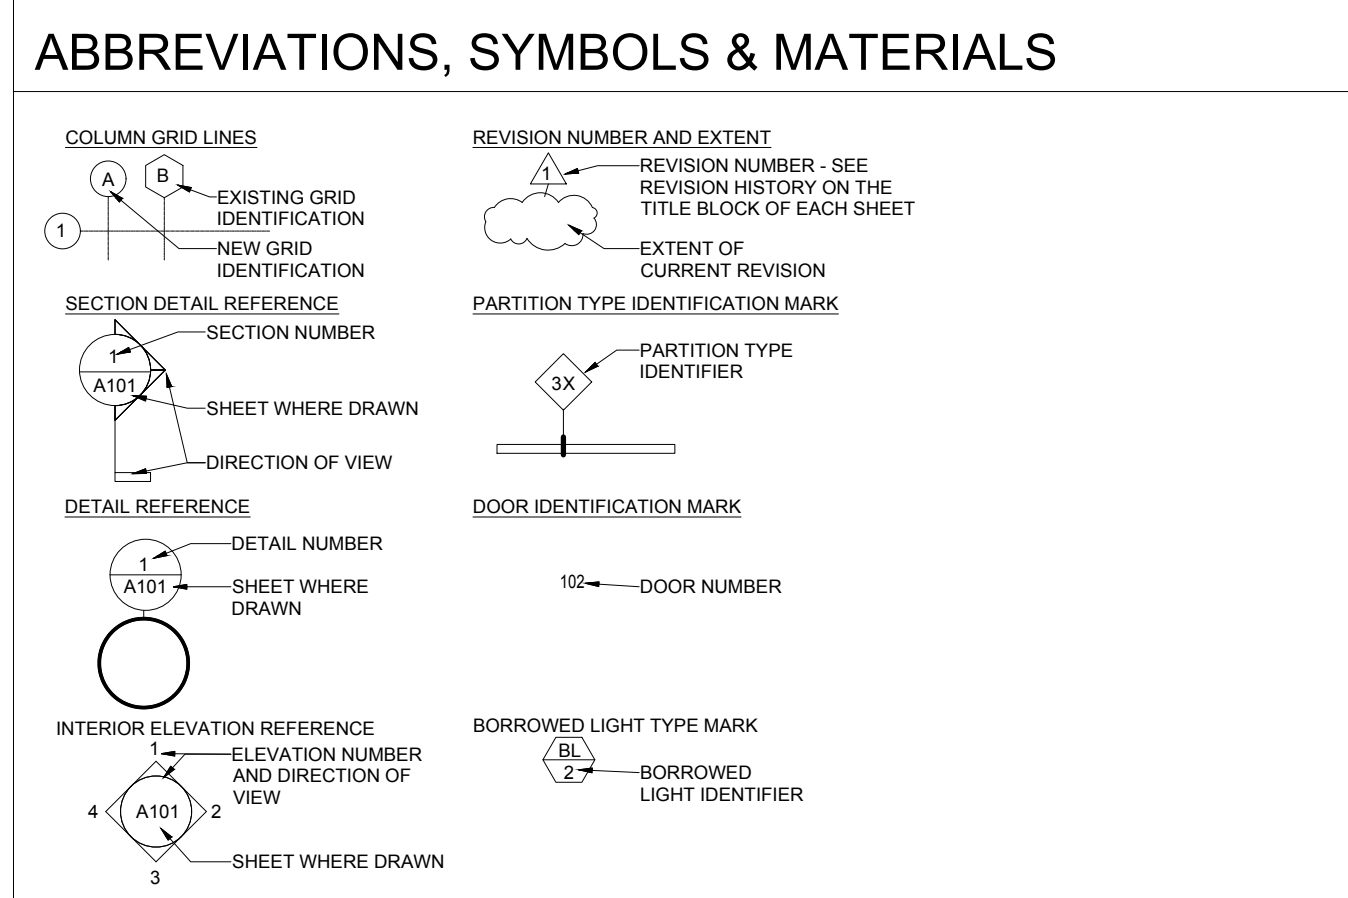 ABBREVIATIONS, SYMBOLS & MATERIALS
COLUMN GRID LINES
A
B
1
EXISTING GRID
IDENTIFICATION
NEW GRID
IDENTIFICATION
SECTION DETAIL REFERENCE
SECTION NUMBER
1
A101
SHEET WHERE DRAWN
DIRECTION OF VIEW
DETAIL REFERENCE
DETAIL NUMBER
1
A101
SHEET WHERE
DRAWN
INTERIOR ELEVATION REFERENCE
1
ELEVATION NUMBER
AND DIRECTION OF
VIEW
4
A101
2
SHEET WHERE DRAWN
3
REVISION NUMBER AND EXTENT
1
REVISION NUMBER - SEE
REVISION HISTORY ON THE
TITLE BLOCK OF EACH SHEET
EXTENT OF
CURRENT REVISION
PARTITION TYPE IDENTIFICATION MARK
PARTITION TYPE
IDENTIFIER
3X
DOOR IDENTIFICATION MARK
102
DOOR NUMBER
BORROWED LIGHT TYPE MARK
BL
2
BORROWED
LIGHT IDENTIFIER